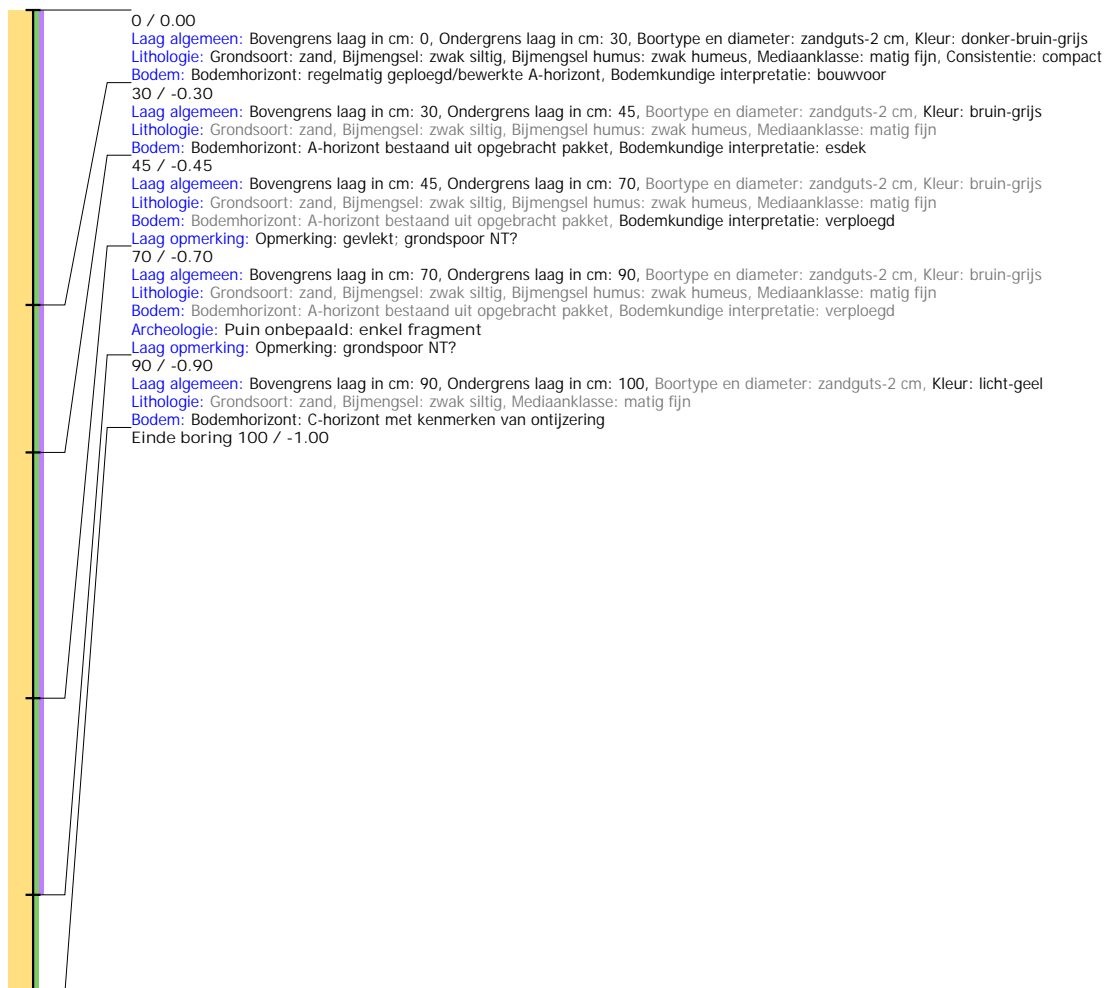 0 / 0.00
Laag algemeen: Bovengrens laag in cm: 0, Ondergrens laag in cm: 30, Boortype en diameter: zandguts-2 cm, Kleur: donker-bruin-grijs
Lithologie: Grondsoort: zand, Bijmengsel: zwak siltig, Bijmengsel humus: zwak humeus, Mediaanklasse: matig fijn, Consistentie: compact
Bodem: Bodemhorizont: regelmatig geploegd/bewerkte A-horizont, Bodemkundige interpretatie: bouwvoor
30 / -0.30
Laag algemeen: Bovengrens laag in cm: 30, Ondergrens laag in cm: 45, Boortype en diameter: zandguts-2 cm, Kleur: bruin-grijs
Lithologie: Grondsoort: zand, Bijmengsel: zwak siltig, Bijmengsel humus: zwak humeus, Mediaanklasse: matig fijn
Bodem: Bodemhorizont: A-horizont bestaand uit opgebracht pakket, Bodemkundige interpretatie: esdek
45 / -0.45
Laag algemeen: Bovengrens laag in cm: 45, Ondergrens laag in cm: 70, Boortype en diameter: zandguts-2 cm, Kleur: bruin-grijs
Lithologie: Grondsoort: zand, Bijmengsel: zwak siltig, Bijmengsel humus: zwak humeus, Mediaanklasse: matig fijn
Bodem: Bodemhorizont: A-horizont bestaand uit opgebracht pakket, Bodemkundige interpretatie: verploegd
Laag opmerking: Opmerking: gevlekt; grondspoor NT?
70 / -0.70
Laag algemeen: Bovengrens laag in cm: 70, Ondergrens laag in cm: 90, Boortype en diameter: zandguts-2 cm, Kleur: bruin-grijs
Lithologie: Grondsoort: zand, Bijmengsel: zwak siltig, Bijmengsel humus: zwak humeus, Mediaanklasse: matig fijn
Bodem: Bodemhorizont: A-horizont bestaand uit opgebracht pakket, Bodemkundige interpretatie: verploegd
Archeologie: Puin onbepaald: enkel fragment
Laag opmerking: Opmerking: grondspoor NT?
90 / -0.90
Laag algemeen: Bovengrens laag in cm: 90, Ondergrens laag in cm: 100, Boortype en diameter: zandguts-2 cm, Kleur: licht-geel
Lithologie: Grondsoort: zand, Bijmengsel: zwak siltig, Mediaanklasse: matig fijn
Bodem: Bodemhorizont: C-horizont met kenmerken van ontijzering
Einde boring 100 / -1.00